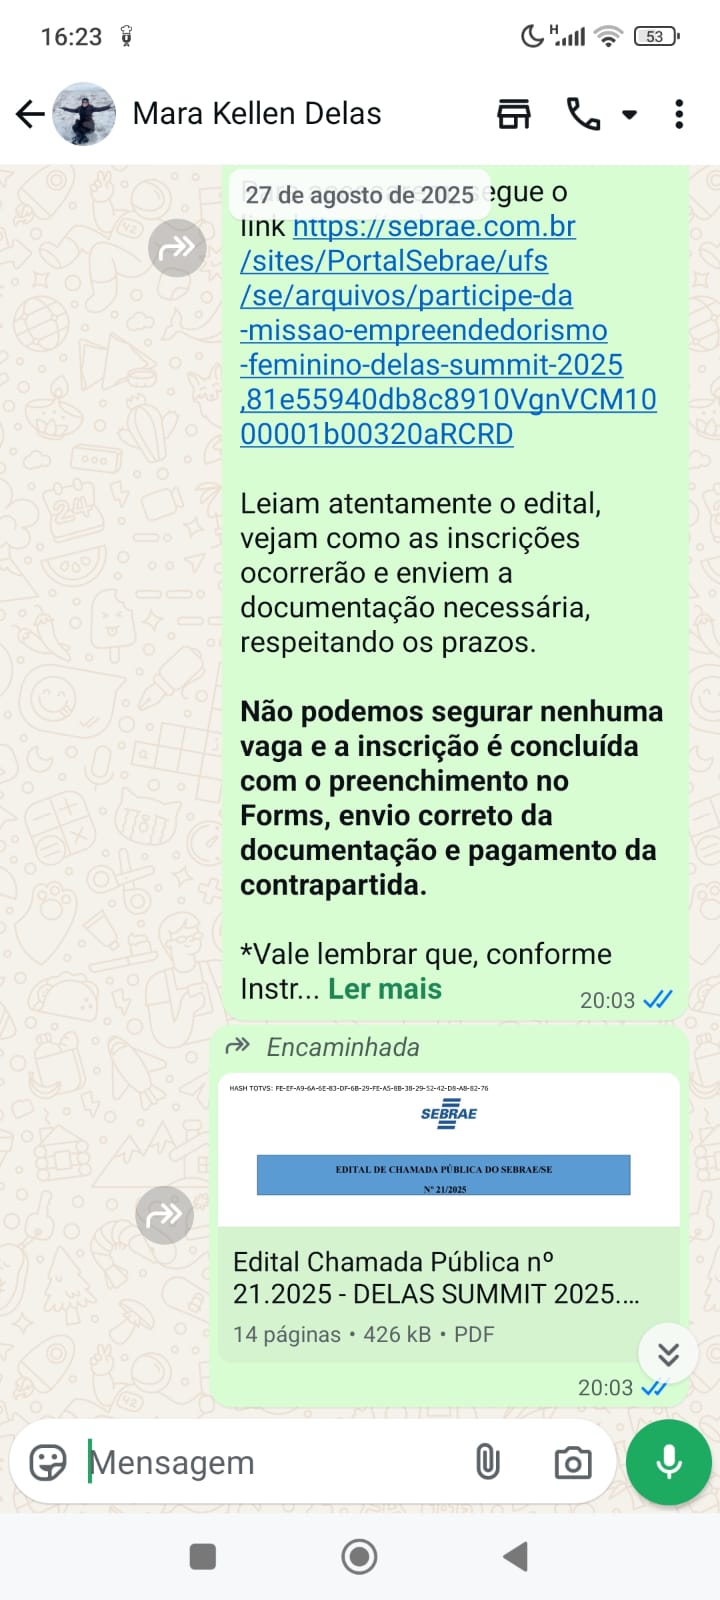 16:23
H
53
Mara Kellen Delas
27 de agosto de 2025
egue o
link https://sebrae.com.br
/sites/PortalSebrae/ufs
/se/arquivos/participe-da
-missao-empreendedorismo
-feminino-delas-summit-2025
,81e55940db8c8910VgnVCM10
00001b00320aRCRD
Leiam atentamente o edital,
vejam como as inscrições
ocorrerão e enviem a
documentação necessária,
respeitando os prazos.
Não podemos segurar nenhuma
vaga e a inscrição é concluída
com o preenchimento no
Forms, envio correto da
documentação e pagamento da
contrapartida.
*Vale lembrar que, conforme
Instr... Ler mais
20:03
Encaminhada
HASH TOTVS: FE-EF-A9-6A-6E-83-DF-6B-29-FE-A5-8B-38-29-52-42-D8-A8-82-76
SEBRAE
EDITAL DE CHAMADA PÚBLICA DO SEBRAE/SE
Nº 21/2025
Edital Chamada Pública nº
21.2025 - DELAS SUMMIT 2025....
14 páginas • 426 kB • PDF
20:03
Mensagem